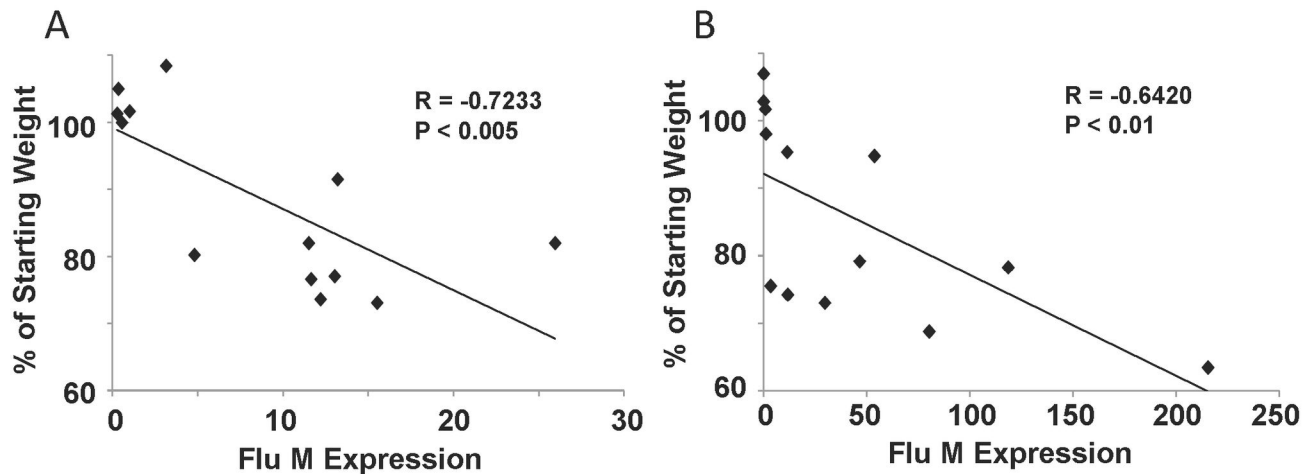 A
% of Starting Weight
100
80
60
0
10
20
30
Flu M Expression
R = -0.7233
P < 0.005
B
% of Starting Weight
100
80
60
0
50
100
150
200
250
Flu M Expression
R = -0.6420
P < 0.01